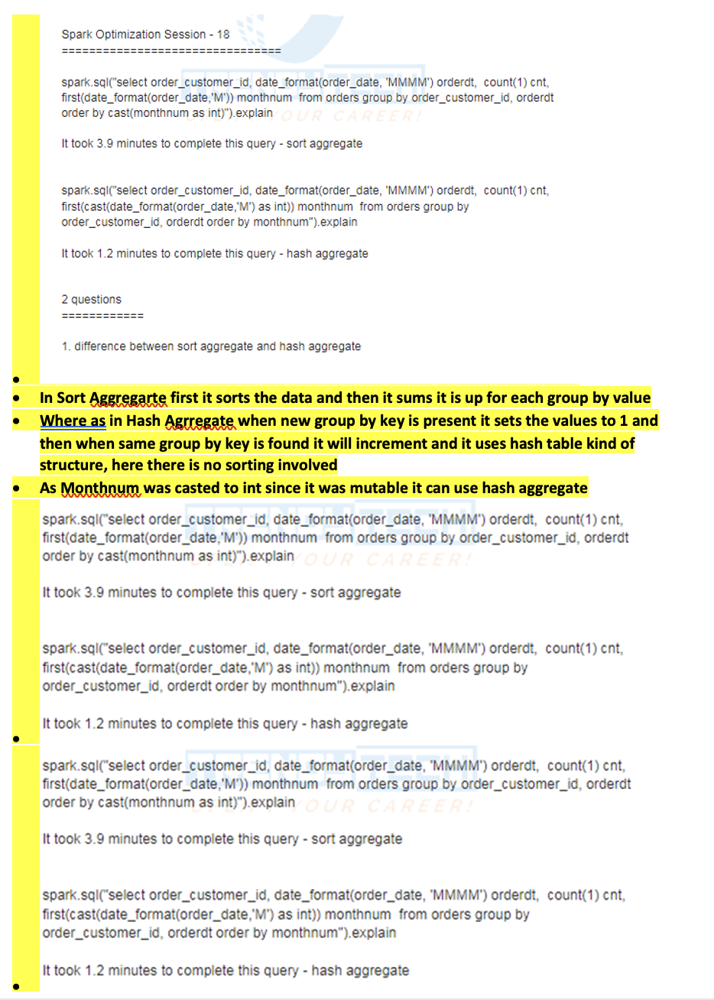 Spark Optimization Session - 18
================================
spark.sql("select order_customer_id, date_format(order_date, 'MMMM') orderdt, count(1) cnt,
first(date_format(order_date,'M')) monthnum from orders group by order_customer_id, orderdt
order by cast(monthnum as int)").explain
It took 3.9 minutes to complete this query - sort aggregate
spark.sql("select order_customer_id, date_format(order_date, 'MMMM') orderdt, count(1) cnt,
first(cast(date_format(order_date,'M') as int)) monthnum from orders group by
order_customer_id, orderdt order by monthnum").explain
It took 1.2 minutes to complete this query - hash aggregate
2 questions
============
1. difference between sort aggregate and hash aggregate
• In Sort Aggregarte first it sorts the data and then it sums it is up for each group by value
• Where as in Hash Agrregate when new group by key is present it sets the values to 1 and
then when same group by key is found it will increment and it uses hash table kind of
structure, here there is no sorting involved
• As Monthnum was casted to int since it was mutable it can use hash aggregate
spark.sql("select order_customer_id, date_format(order_date, 'MMMM') orderdt, count(1) cnt,
first(date_format(order_date,'M')) monthnum from orders group by order_customer_id, orderdt
order by cast(monthnum as int)").explain
It took 3.9 minutes to complete this query - sort aggregate
spark.sql("select order_customer_id, date_format(order_date, 'MMMM') orderdt, count(1) cnt,
first(cast(date_format(order_date,'M') as int)) monthnum from orders group by
order_customer_id, orderdt order by monthnum").explain
It took 1.2 minutes to complete this query - hash aggregate
spark.sql("select order_customer_id, date_format(order_date, 'MMMM') orderdt, count(1) cnt,
first(date_format(order_date,'M')) monthnum from orders group by order_customer_id, orderdt
order by cast(monthnum as int)").explain
It took 3.9 minutes to complete this query - sort aggregate
spark.sql("select order_customer_id, date_format(order_date, 'MMMM') orderdt, count(1) cnt,
first(cast(date_format(order_date,'M') as int)) monthnum from orders group by
order_customer_id, orderdt order by monthnum").explain
It took 1.2 minutes to complete this query - hash aggregate